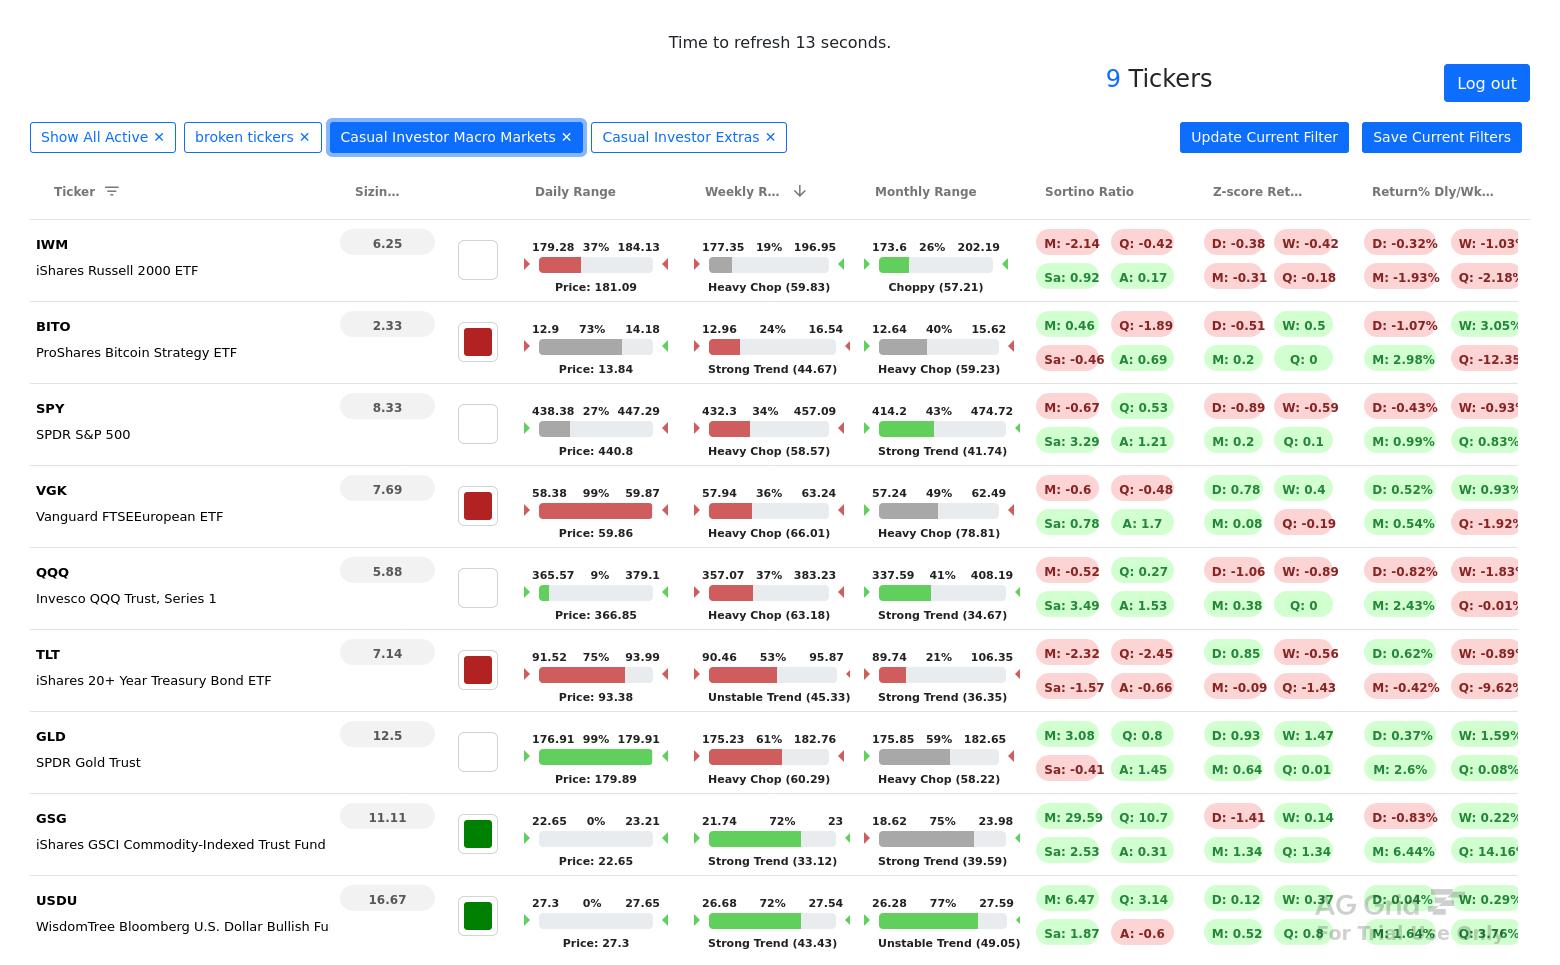 Time to refresh 13 seconds.
9 Tickers
Log out
Show All Active ✕ broken tickers ✕ Casual Investor Macro Markets ✕ Casual Investor Extras ✕ Update Current Filter Save Current Filters
Ticker Sizin... Daily Range Weekly R... Monthly Range Sortino Ratio Z-score Ret... Return% Dly/Wk...
IWM 6.25 179.28 37% 184.13 177.35 19% 196.95 173.6 26% 202.19 M: -2.14 Q: -0.42 D: -0.38 W: -0.42 D: -0.32% W: -1.03%
iShares Russell 2000 ETF Price: 181.09 Heavy Chop (59.83) Choppy (57.21) Sa: 0.92 A: 0.17 M: -0.31 Q: -0.18 M: -1.93% Q: -2.18%
BITO 2.33 12.9 73% 14.18 12.96 24% 16.54 12.64 40% 15.62 M: 0.46 Q: -1.89 D: -0.51 W: 0.5 D: -1.07% W: 3.05%
ProShares Bitcoin Strategy ETF Price: 13.84 Strong Trend (44.67) Heavy Chop (59.23) Sa: -0.46 A: 0.69 M: 0.2 Q: 0 M: 2.98% Q: -12.35
SPY 8.33 438.38 27% 447.29 432.3 34% 457.09 414.2 43% 474.72 M: -0.67 Q: 0.53 D: -0.89 W: -0.59 D: -0.43% W: -0.93%
SPDR S&P 500 Price: 440.8 Heavy Chop (58.57) Strong Trend (41.74) Sa: 3.29 A: 1.21 M: 0.2 Q: 0.1 M: 0.99% Q: 0.83%
VGK 7.69 58.38 99% 59.87 57.94 36% 63.24 57.24 49% 62.49 M: -0.6 Q: -0.48 D: 0.78 W: 0.4 D: 0.52% W: 0.93%
Vanguard FTSEEuropean ETF Price: 59.86 Heavy Chop (66.01) Heavy Chop (78.81) Sa: 0.78 A: 1.7 M: 0.08 Q: -0.19 M: 0.54% Q: -1.92%
QQQ 5.88 365.57 9% 379.1 357.07 37% 383.23 337.59 41% 408.19 M: -0.52 Q: 0.27 D: -1.06 W: -0.89 D: -0.82% W: -1.83%
Invesco QQQ Trust, Series 1 Price: 366.85 Heavy Chop (63.18) Strong Trend (34.67) Sa: 3.49 A: 1.53 M: 0.38 Q: 0 M: 2.43% Q: -0.01%
TLT 7.14 91.52 75% 93.99 90.46 53% 95.87 89.74 21% 106.35 M: -2.32 Q: -2.45 D: 0.85 W: -0.56 D: 0.62% W: -0.89%
iShares 20+ Year Treasury Bond ETF Price: 93.38 Unstable Trend (45.33) Strong Trend (36.35) Sa: -1.57 A: -0.66 M: -0.09 Q: -1.43 M: -0.42% Q: -9.62%
GLD 12.5 176.91 99% 179.91 175.23 61% 182.76 175.85 59% 182.65 M: 3.08 Q: 0.8 D: 0.93 W: 1.47 D: 0.37% W: 1.59%
SPDR Gold Trust Price: 179.89 Heavy Chop (60.29) Heavy Chop (58.22) Sa: -0.41 A: 1.45 M: 0.64 Q: 0.01 M: 2.6% Q: 0.08%
GSG 11.11 22.65 0% 23.21 21.74 72% 23 18.62 75% 23.98 M: 29.59 Q: 10.7 D: -1.41 W: 0.14 D: -0.83% W: 0.22%
iShares GSCI Commodity-Indexed Trust Fund Price: 22.65 Strong Trend (33.12) Strong Trend (39.59) Sa: 2.53 A: 0.31 M: 1.34 Q: 1.34 M: 6.44% Q: 14.16%
USDU 16.67 27.3 0% 27.65 26.68 72% 27.54 26.28 77% 27.59 M: 6.47 Q: 3.14 D: 0.12 W: 0.37 D: 0.04% W: 0.29%
AG Grid
WisdomTree Bloomberg U.S. Dollar Bullish Fu Price: 27.3 Strong Trend (43.43) Unstable Trend (49.05) Sa: 1.87 A: -0.6 M: 0.52 Q: 0.8 M: 1.64% Q: 3.76%
For Trial Use Only